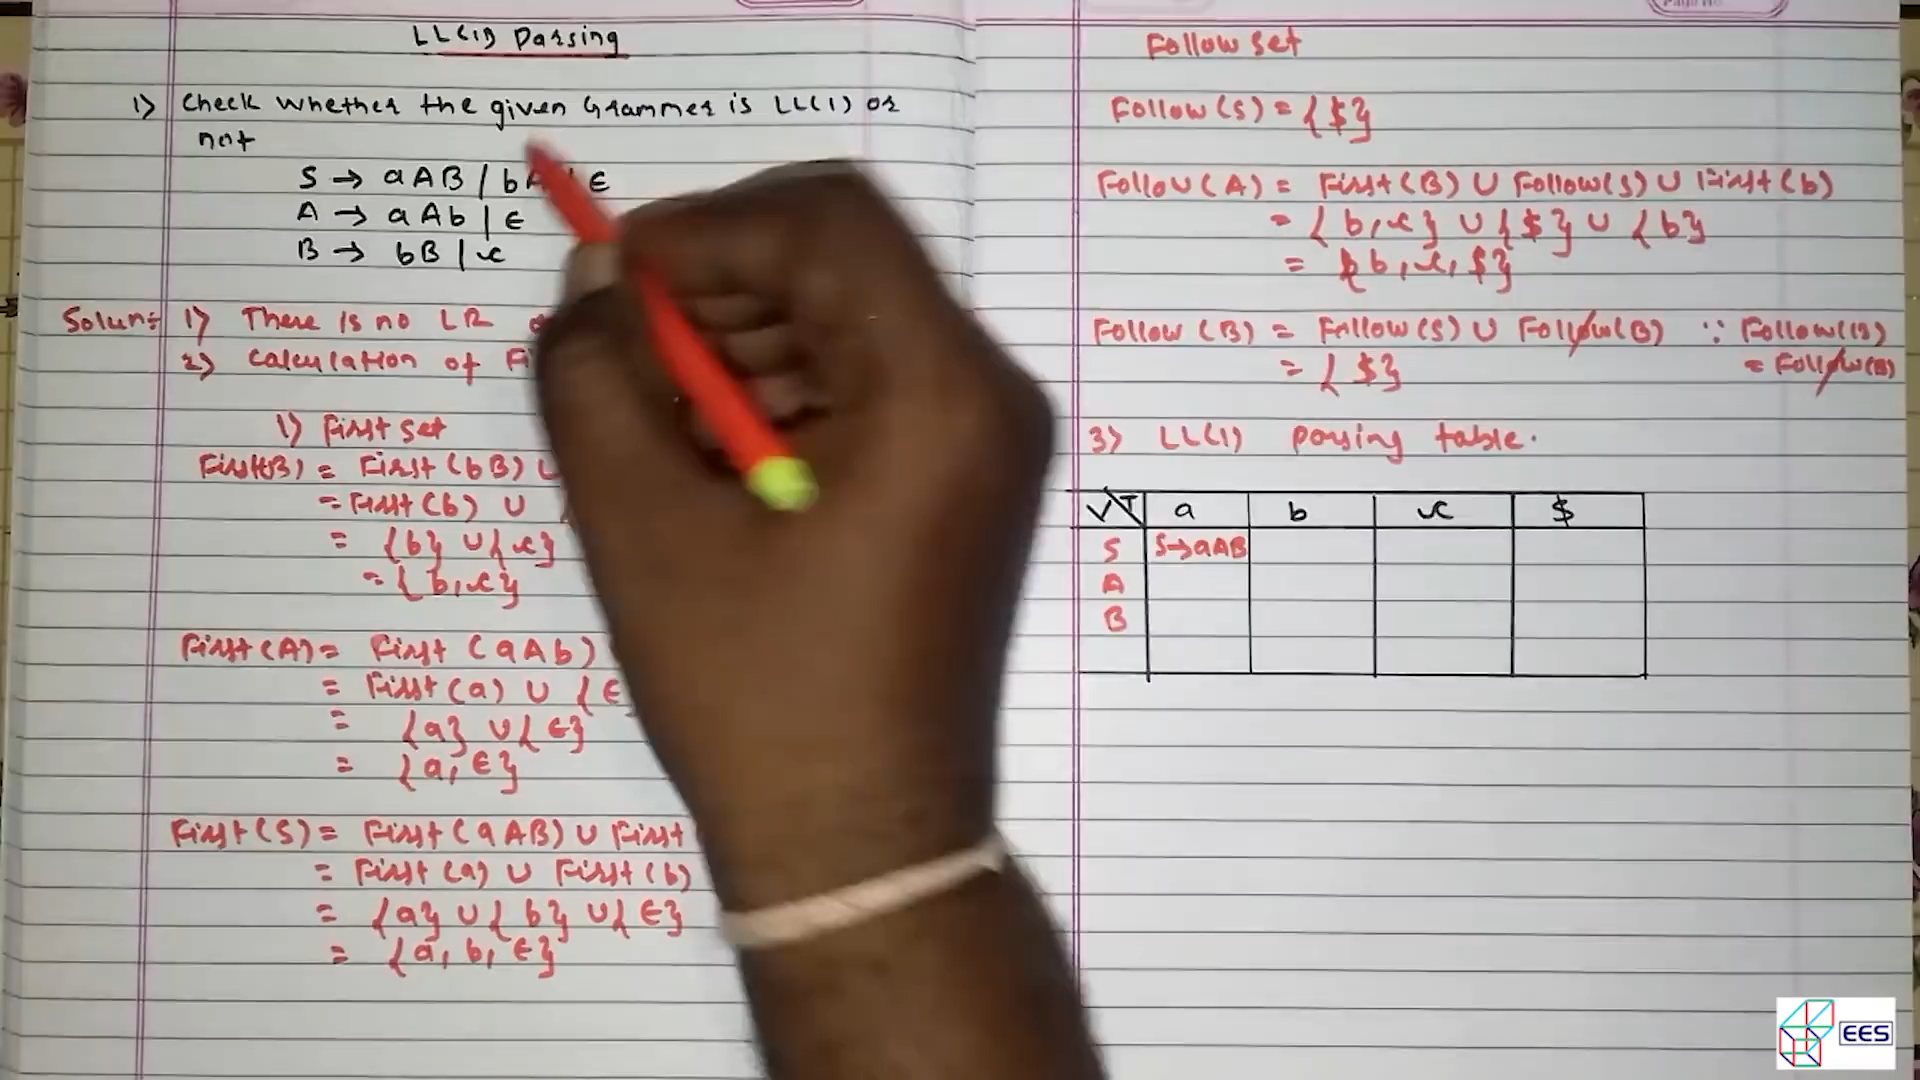 LL(1) Parsing
1) Check whether the given Grammer is LL(1) or
not
S → aAB | bA | ∈
A → aAb | ∈
B → bB | c
Solun: 1) There is no LR
2) Calculation of Fi
1) First set
First(B) = First (bB) ∪
= First (b) ∪
= {b} ∪ {c}
= {b, c}
First (A) = First (aAb)
= First (a) ∪ {∈
= {a} ∪ {∈}
= {a, ∈}
First (S) = First (aAB) ∪ First
= First (a) ∪ First (b)
= {a} ∪ {b} ∪ {∈}
= {a, b, ∈}
Follow set
Follow (S) = {$}
Follow (A) = First (B) ∪ Follow (S) ∪ First (b)
= {b, c} ∪ {$} ∪ {b}
= {b, c, $}
Follow (B) = Follow (S) ∪ Follow (B) ∵ Follow (B)
= {$} = Follow (B)
3) LL(1) parsing table.
V T a b c $
S S→aAB
A
B
EES